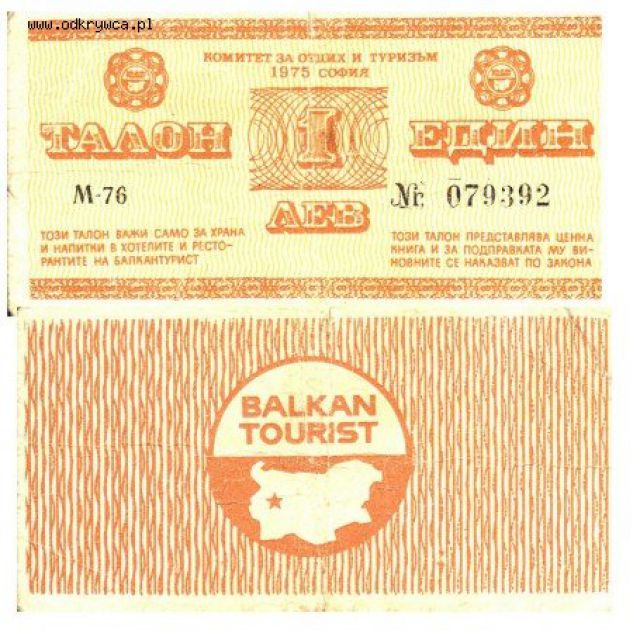 www.odkrywca.pl
КОМИТЕТ ЗА ОТДИХ И ТУРИЗЪМ
1975 СОФИЯ
ТАЛОН 1 ЕДИН
М-76
№ 079392
ЛЕВ
ТОЗИ ТАЛОН ВАЖИ САМО ЗА ХРАНА
И НАПИТКИ В ХОТЕЛИТЕ И РЕСТО-
РАНТИТЕ НА БАЛКАНТУРИСТ
ТОЗИ ТАЛОН ПРЕДСТАВЛЯВА ЦЕННА
КНИГА И ЗА ПОДПРАВКАТА МУ ВИ-
НОВНИТЕ СЕ НАКАЗВАТ ПО ЗАКОНА
BALKAN
TOURIST